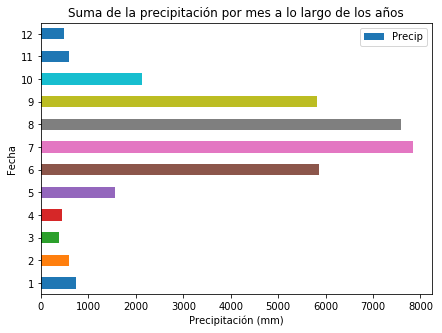 Suma de la precipitación por mes a lo largo de los años
Precip
12
11
10
9
8
7
6
5
4
3
2
1
Fecha
0 1000 2000 3000 4000 5000 6000 7000 8000
Precipitación (mm)